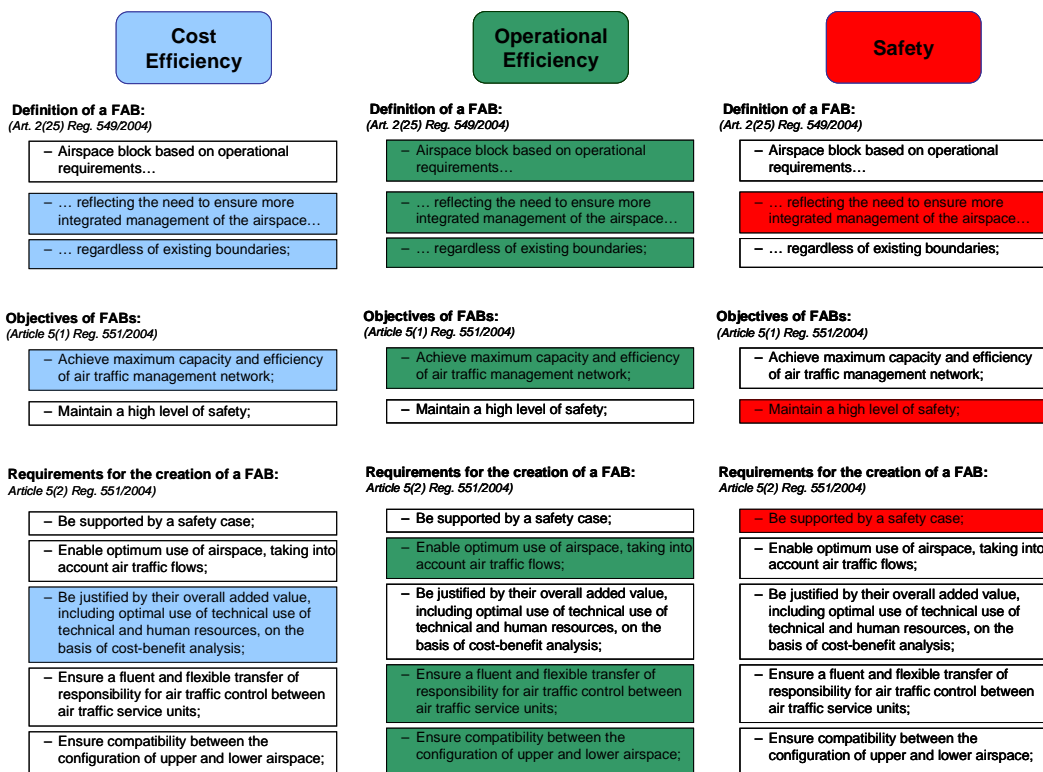 Cost
Efficiency
Definition of a FAB:
(Art. 2(25) Reg. 549/2004)
– Airspace block based on operational
requirements…
– … reflecting the need to ensure more
integrated management of the airspace…
– … regardless of existing boundaries;
Objectives of FABs:
(Article 5(1) Reg. 551/2004)
– Achieve maximum capacity and efficiency
of air traffic management network;
– Maintain a high level of safety;
Requirements for the creation of a FAB:
Article 5(2) Reg. 551/2004)
– Be supported by a safety case;
– Enable optimum use of airspace, taking into
account air traffic flows;
– Be justified by their overall added value,
including optimal use of technical use of
technical and human resources, on the
basis of cost-benefit analysis;
– Ensure a fluent and flexible transfer of
responsibility for air traffic control between
air traffic service units;
– Ensure compatibility between the
configuration of upper and lower airspace;
Operational
Efficiency
Definition of a FAB:
(Art. 2(25) Reg. 549/2004)
– Airspace block based on operational
requirements…
– … reflecting the need to ensure more
integrated management of the airspace…
– … regardless of existing boundaries;
Objectives of FABs:
(Article 5(1) Reg. 551/2004)
– Achieve maximum capacity and efficiency
of air traffic management network;
– Maintain a high level of safety;
Requirements for the creation of a FAB:
Article 5(2) Reg. 551/2004)
– Be supported by a safety case;
– Enable optimum use of airspace, taking into
account air traffic flows;
– Be justified by their overall added value,
including optimal use of technical use of
technical and human resources, on the
basis of cost-benefit analysis;
– Ensure a fluent and flexible transfer of
responsibility for air traffic control between
air traffic service units;
– Ensure compatibility between the
configuration of upper and lower airspace;
Safety
Definition of a FAB:
(Art. 2(25) Reg. 549/2004)
– Airspace block based on operational
requirements…
– … reflecting the need to ensure more
integrated management of the airspace…
– … regardless of existing boundaries;
Objectives of FABs:
(Article 5(1) Reg. 551/2004)
– Achieve maximum capacity and efficiency
of air traffic management network;
– Maintain a high level of safety;
Requirements for the creation of a FAB:
Article 5(2) Reg. 551/2004)
– Be supported by a safety case;
– Enable optimum use of airspace, taking into
account air traffic flows;
– Be justified by their overall added value,
including optimal use of technical use of
technical and human resources, on the
basis of cost-benefit analysis;
– Ensure a fluent and flexible transfer of
responsibility for air traffic control between
air traffic service units;
– Ensure compatibility between the
configuration of upper and lower airspace;